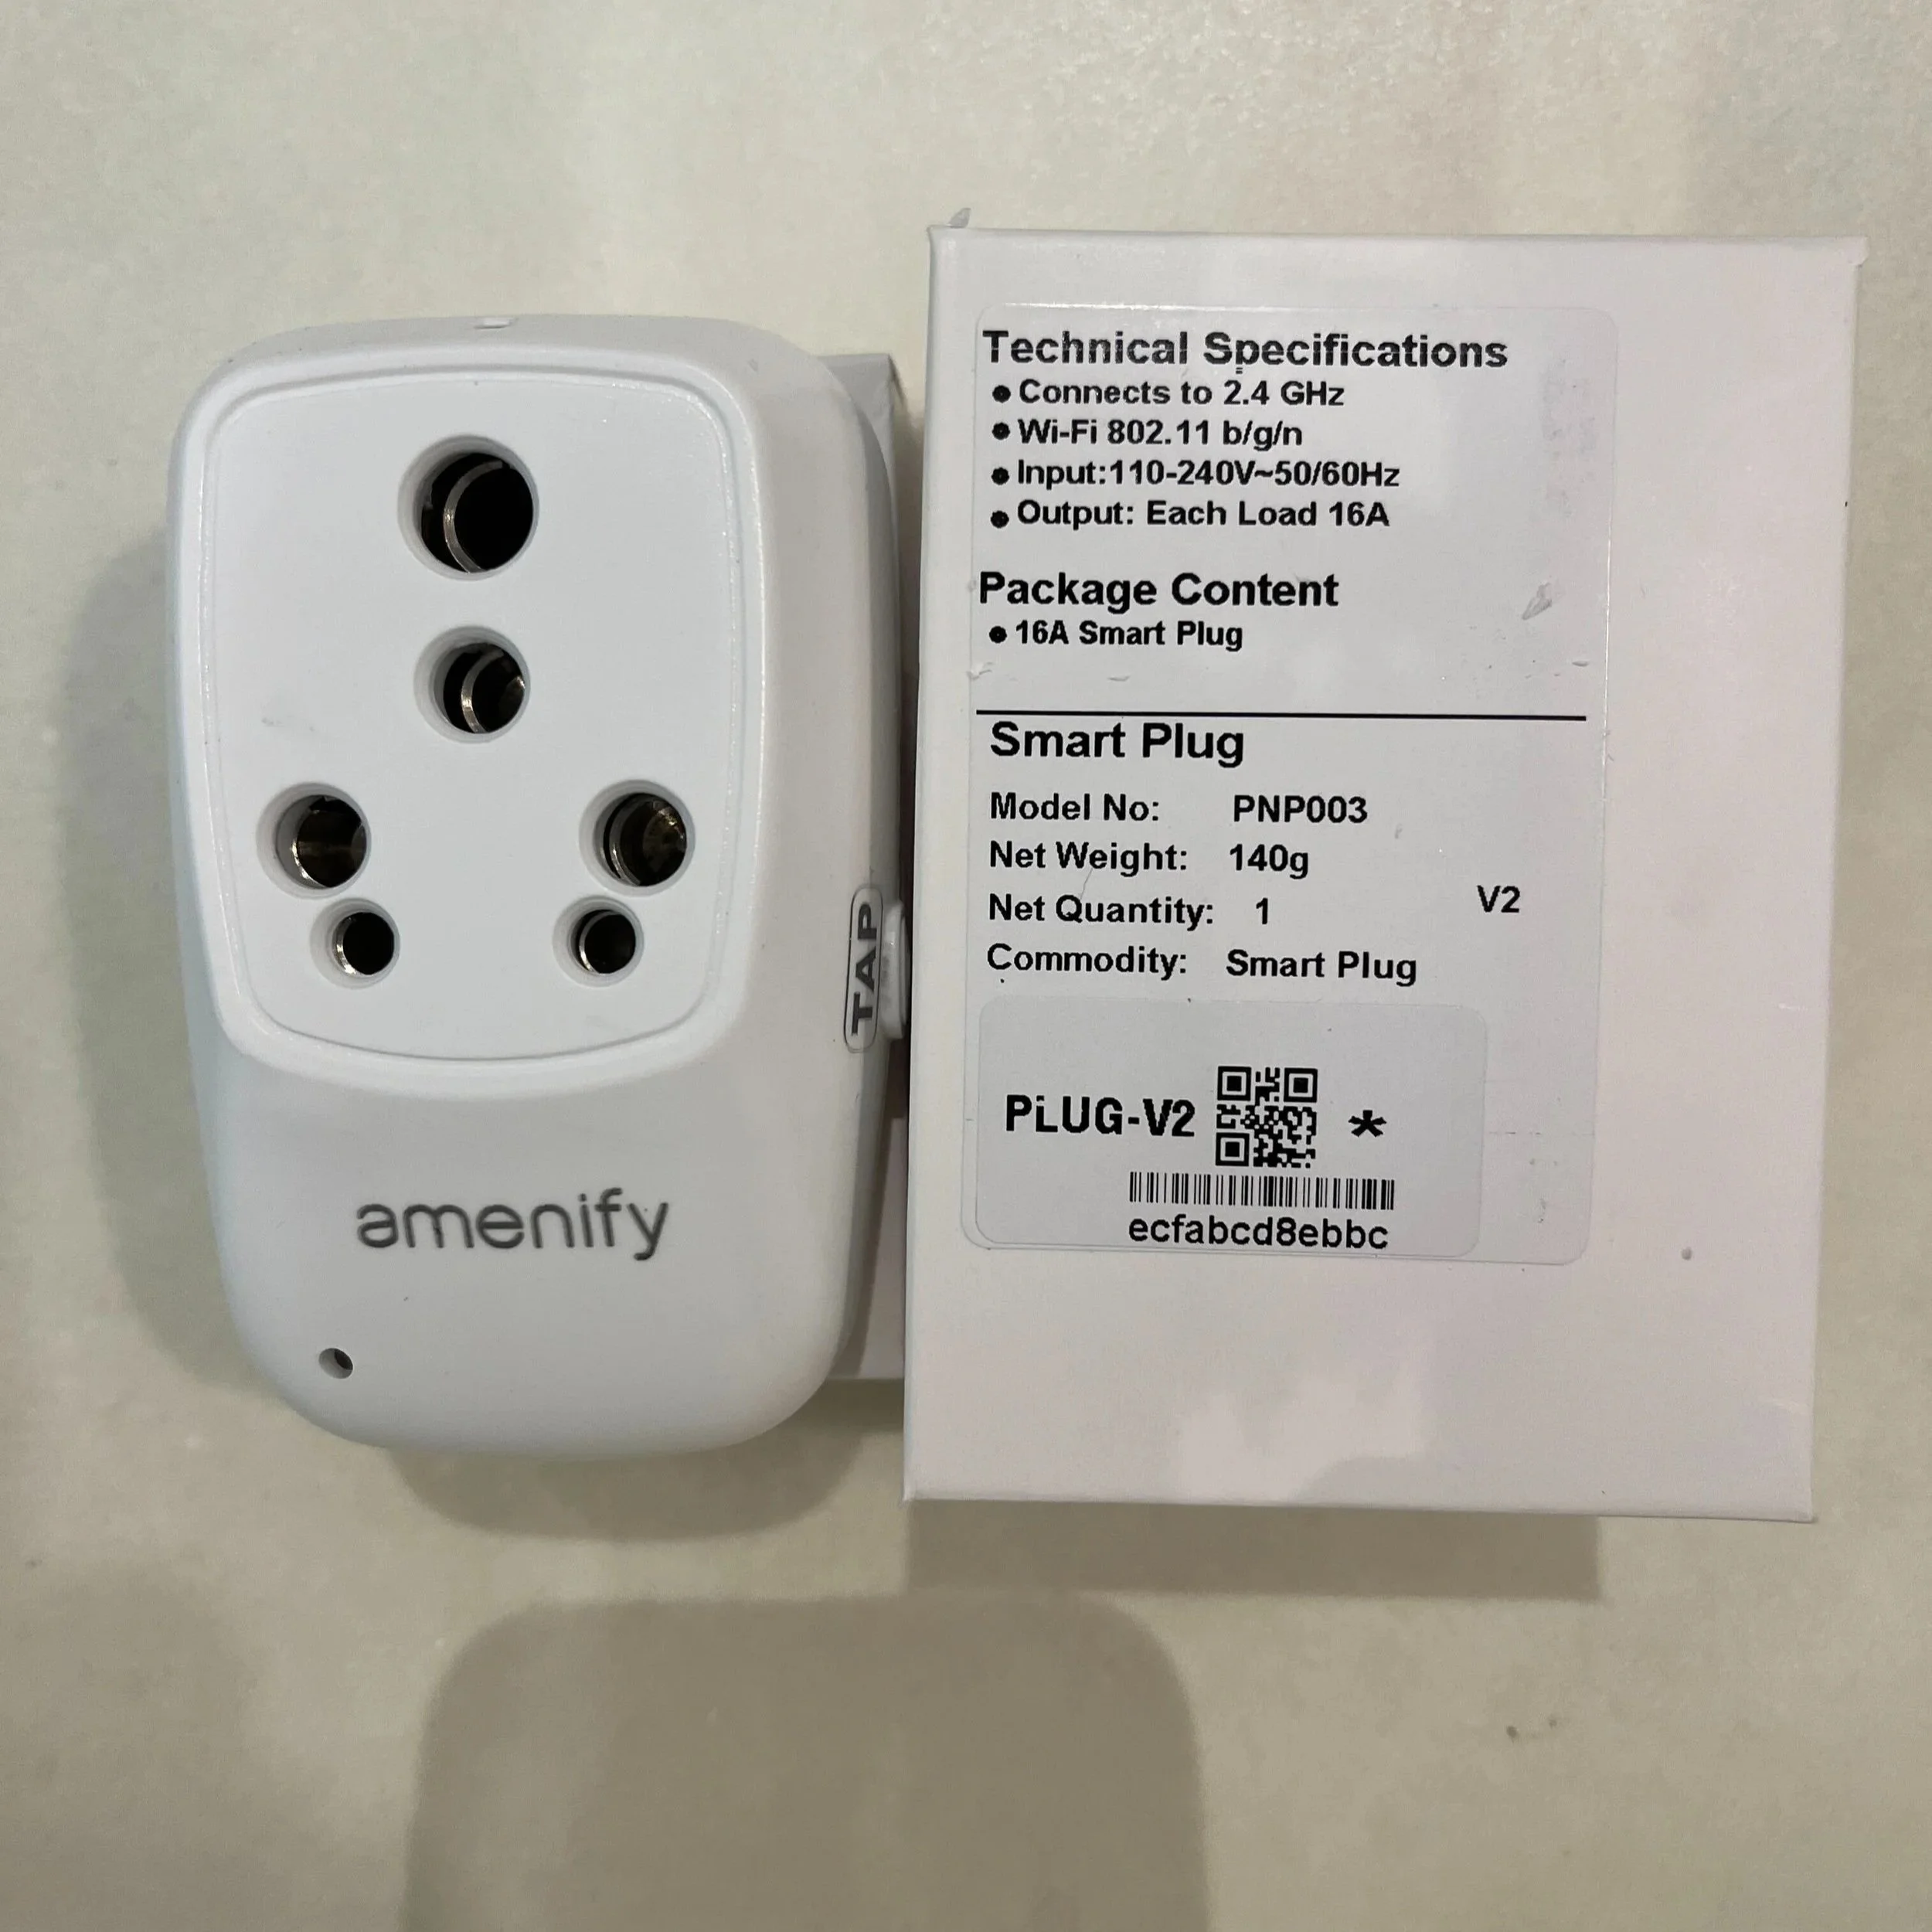 TAP
amenify
Technical Specifications
● Connects to 2.4 GHz
● Wi-Fi 802.11 b/g/n
● Input:110-240V~50/60Hz
● Output: Each Load 16A
Package Content
● 16A Smart Plug
Smart Plug
Model No: PNP003
Net Weight: 140g
Net Quantity: 1
V2
Commodity: Smart Plug
PLUG-V2 *
ecfabcd8ebbc